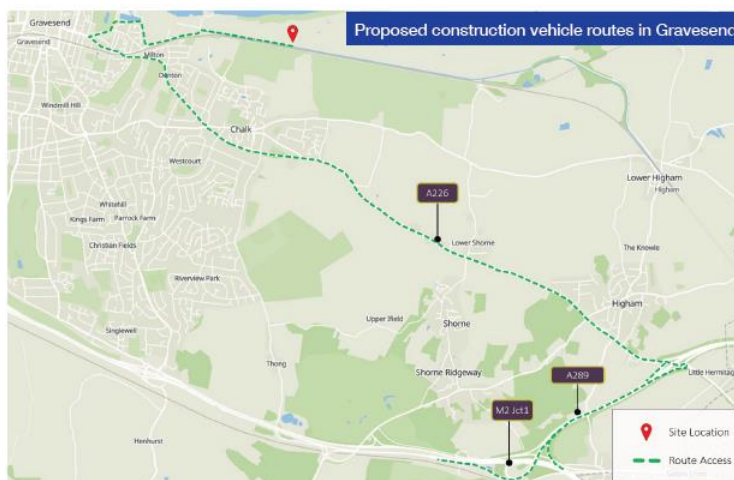 Proposed construction vehicle routes in Gravesend
Gravesend
Gravesend
Milton
Denton
Windmill Hill
Chalk
Westcourt
Lower Higham
Higham
A226
Whitehill
Kings Farm
Parrock Farm
Christian Fields
Lower Shorne
The Knowle
Riverview Park
Higham
Upper Ifield
Shorne
Singlewell
Thong
Shorne Ridgeway
A289
Little Hermitag
M2 Jct1
Henhurst
Site Location
Route Access